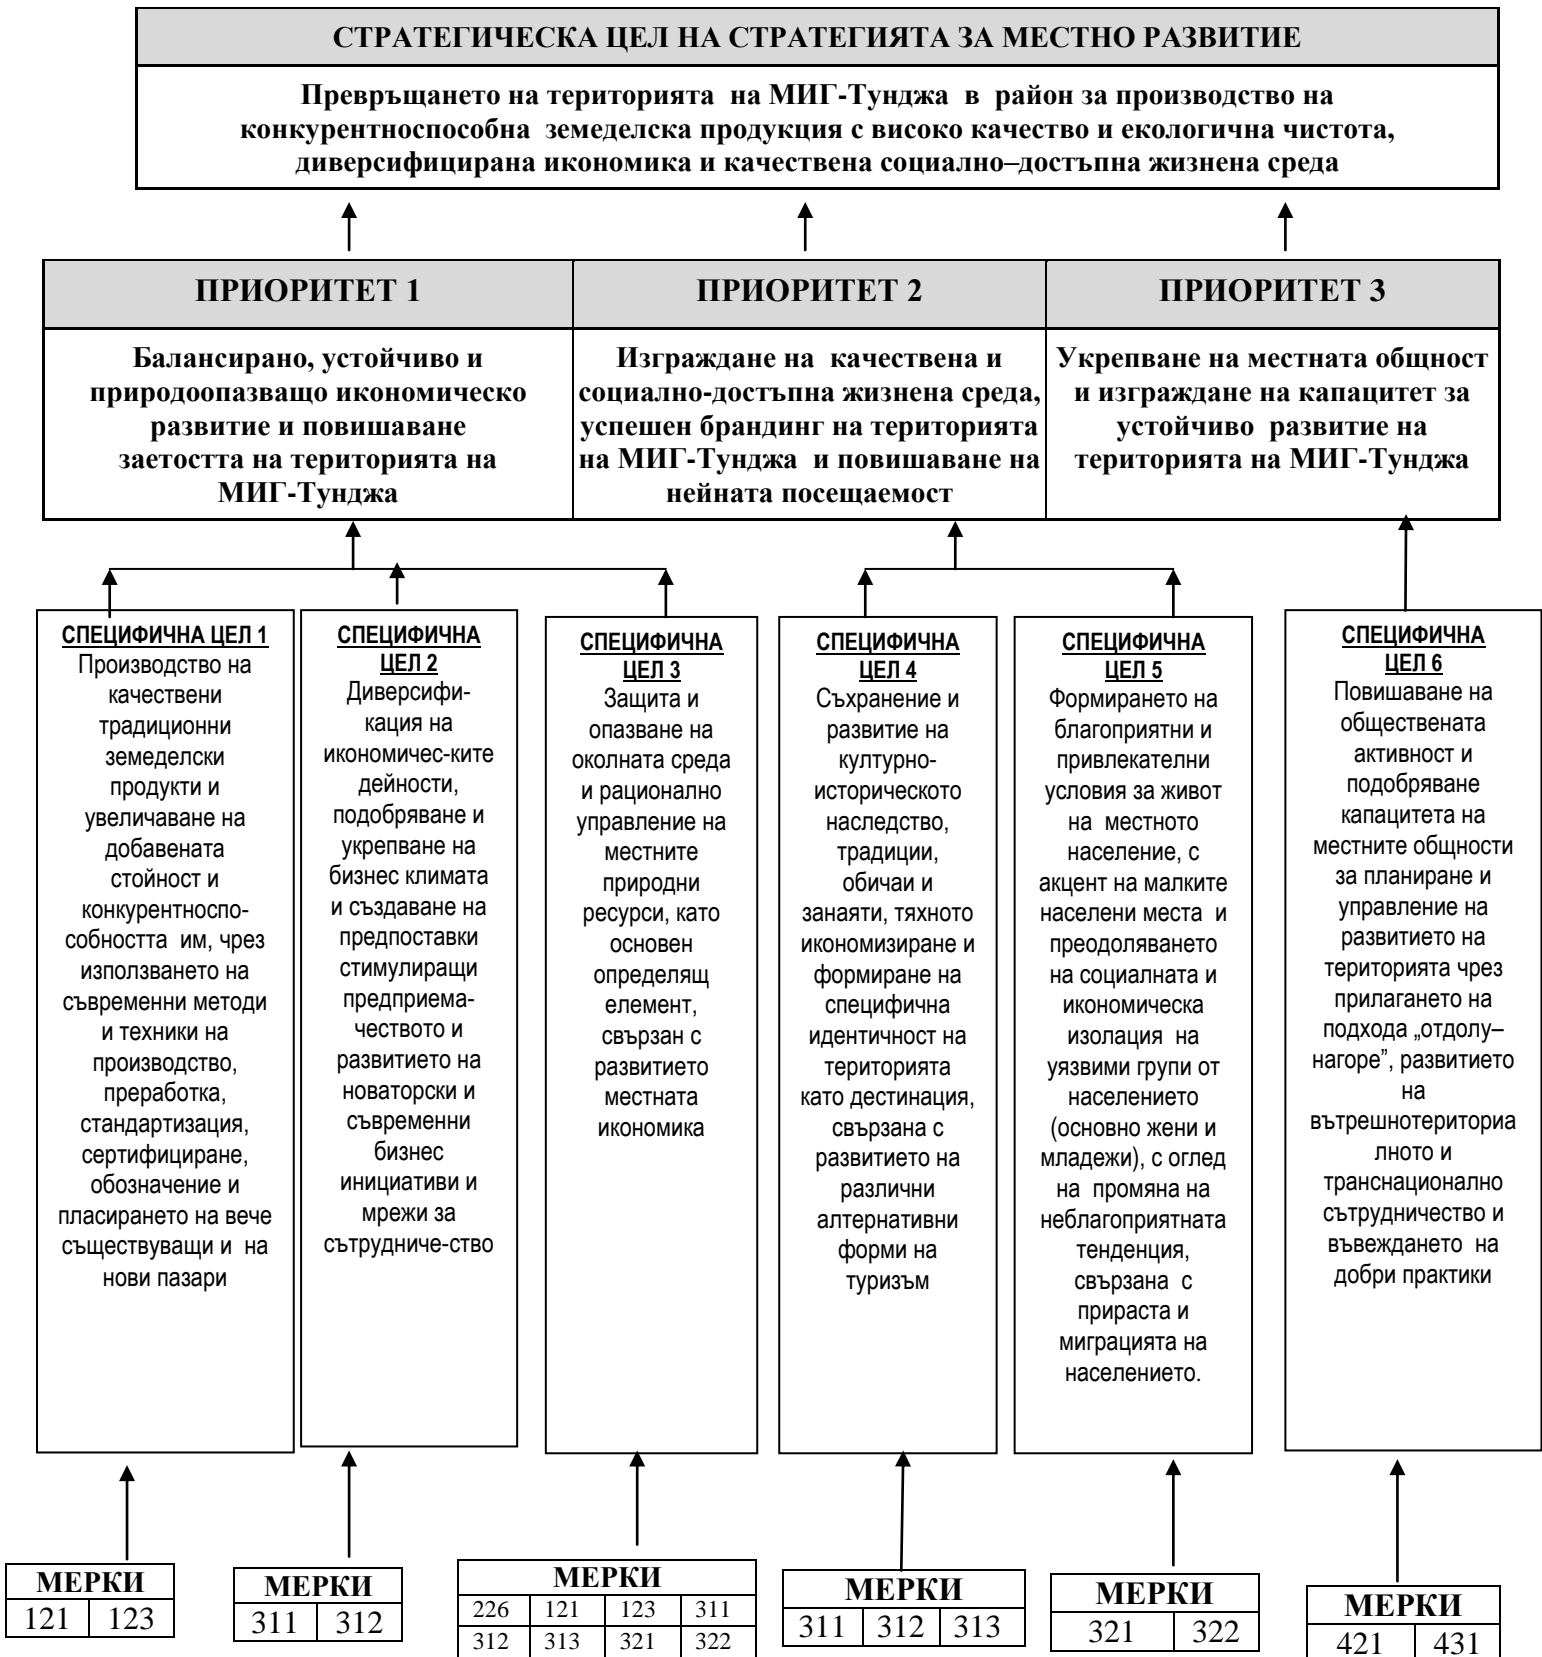 СТРАТЕГИЧЕСКА ЦЕЛ НА СТРАТЕГИЯТА ЗА МЕСТНО РАЗВИТИЕ
Превръщането на територията на МИГ-Тунджа в район за производство на
конкурентноспособна земеделска продукция с високо качество и екологична чистота,
диверсифицирана икономика и качествена социално–достъпна жизнена среда
ПРИОРИТЕТ 1
Балансирано, устойчиво и
природоопазващо икономическо
развитие и повишаване
заетостта на територията на
МИГ-Тунджа
ПРИОРИТЕТ 2
Изграждане на качествена и
социално-достъпна жизнена среда,
успешен брандинг на територията
на МИГ-Тунджа и повишаване на
нейната посещаемост
ПРИОРИТЕТ 3
Укрепване на местната общност
и изграждане на капацитет за
устойчиво развитие на
територията на МИГ-Тунджа
СПЕЦИФИЧНА ЦЕЛ 1
Производство на
качествени
традиционни
земеделски
продукти и
увеличаване на
добавената
стойност и
конкурентноспо-
собността им, чрез
използването на
съвременни методи
и техники на
производство,
преработка,
стандартизация,
сертифициране,
обозначение и
пласирането на вече
съществуващи и на
нови пазари
СПЕЦИФИЧНА
ЦЕЛ 2
Диверсифи-
кация на
икономичес-ките
дейности,
подобряване и
укрепване на
бизнес климата
и създаване на
предпоставки
стимулиращи
предприема-
чеството и
развитието на
новаторски и
съвременни
бизнес
инициативи и
мрежи за
сътрудниче-ство
СПЕЦИФИЧНА
ЦЕЛ 3
Защита и
опазване на
околната среда
и рационално
управление на
местните
природни
ресурси, като
основен
определящ
елемент,
свързан с
развитието
местната
икономика
СПЕЦИФИЧНА
ЦЕЛ 4
Съхранение и
развитие на
културно-
историческото
наследство,
традиции,
обичаи и
занаяти, тяхното
икономизиране и
формиране на
специфична
идентичност на
територията
като дестинация,
свързана с
развитието на
различни
алтернативни
форми на
туризъм
СПЕЦИФИЧНА
ЦЕЛ 5
Формирането на
благоприятни и
привлекателни
условия за живот
на местното
население, с
акцент на малките
населени места и
преодоляването
на социалната и
икономическа
изолация на
уязвими групи от
населението
(основно жени и
младежи), с оглед
на промяна на
неблагоприятната
тенденция,
свързана с
прираста и
миграцията на
населението.
СПЕЦИФИЧНА
ЦЕЛ 6
Повишаване на
обществената
активност и
подобряване
капацитета на
местните общности
за планиране и
управление на
развитието на
територията чрез
прилагането на
подхода „отдолу–
нагоре”, развитието
на
вътрешнотериториа
лното и
транснационално
сътрудничество и
въвеждането на
добри практики
МЕРКИ
121 123
МЕРКИ
311 312
МЕРКИ
226 121 123 311
312 313 321 322
МЕРКИ
311 312 313
МЕРКИ
321 322
МЕРКИ
421 431